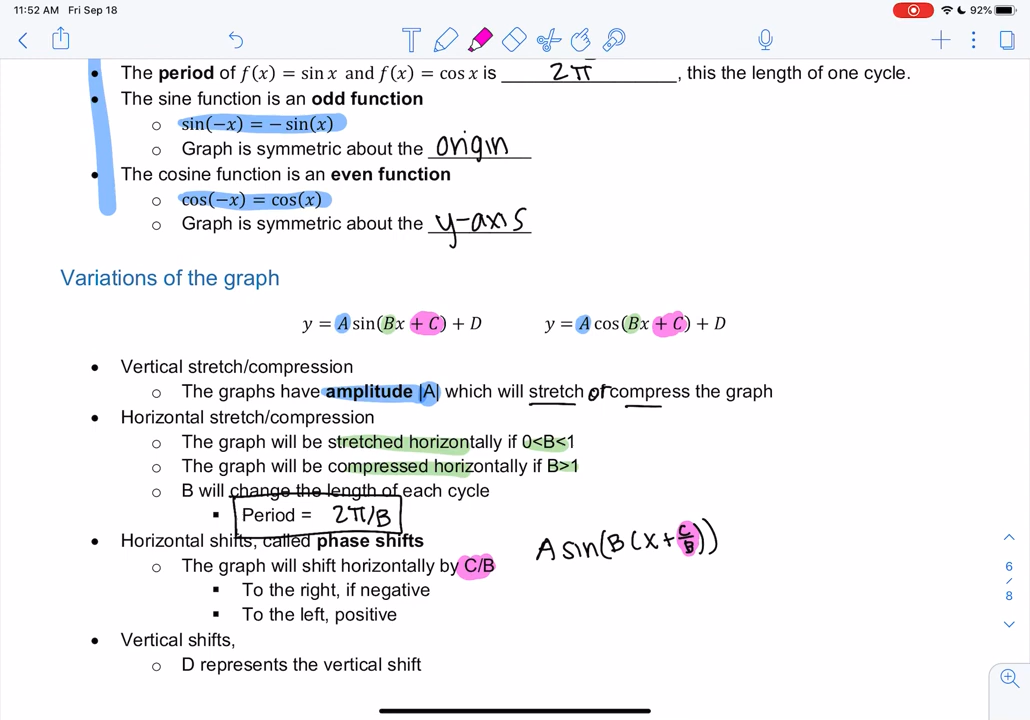 11:52 AM Fri Sep 18 92%
• The period of f(x) = sin x and f(x) = cos x is 2π, this the length of one cycle.
• The sine function is an odd function
o sin(−x) = − sin(x)
o Graph is symmetric about the origin
• The cosine function is an even function
o cos(−x) = cos(x)
o Graph is symmetric about the y-axis
Variations of the graph
y = A sin(Bx + C) + D y = A cos(Bx + C) + D
• Vertical stretch/compression
o The graphs have amplitude |A| which will stretch or compress the graph
• Horizontal stretch/compression
o The graph will be stretched horizontally if 0<B<1
o The graph will be compressed horizontally if B>1
o B will change the length of each cycle
▪ Period = 2π/B
• Horizontal shifts, called phase shifts
A sin(B(x + C/B))
o The graph will shift horizontally by C/B
▪ To the right, if negative
▪ To the left, positive
• Vertical shifts,
o D represents the vertical shift
6
/
8